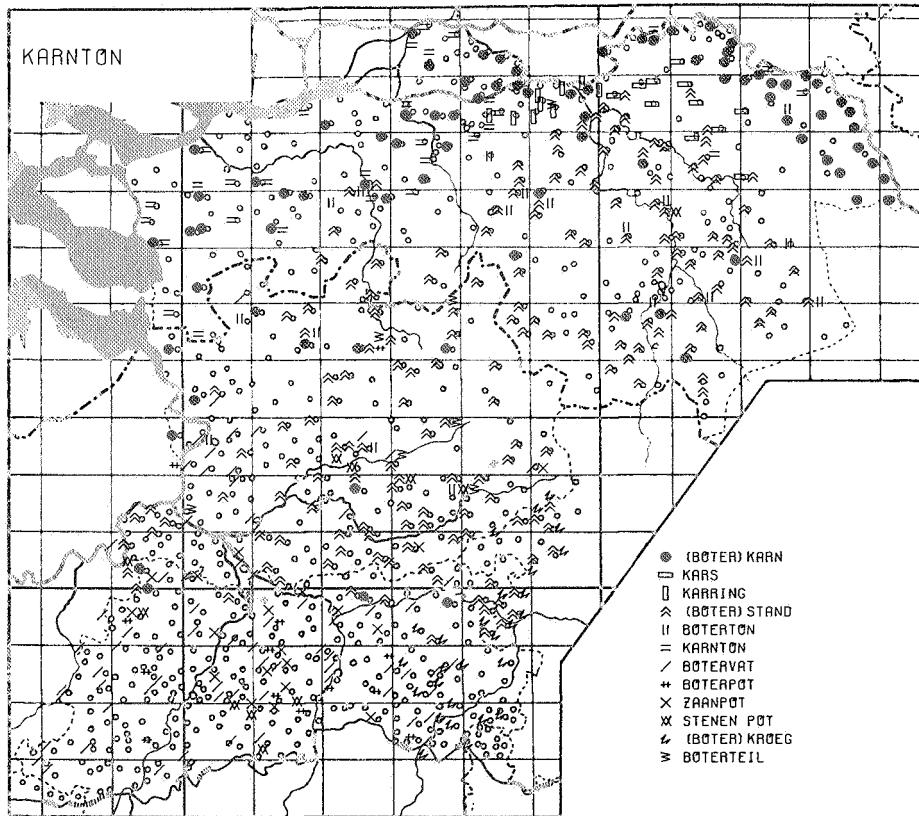 KARNTON
(BOTER) KARN
KARS
KARRING
(BOTER) STAND
BOTERTON
KARNTON
BOTERVAT
BOTERPOT
ZAANPOT
STENEN POT
(BOTER) KROEG
BOTERTEIL